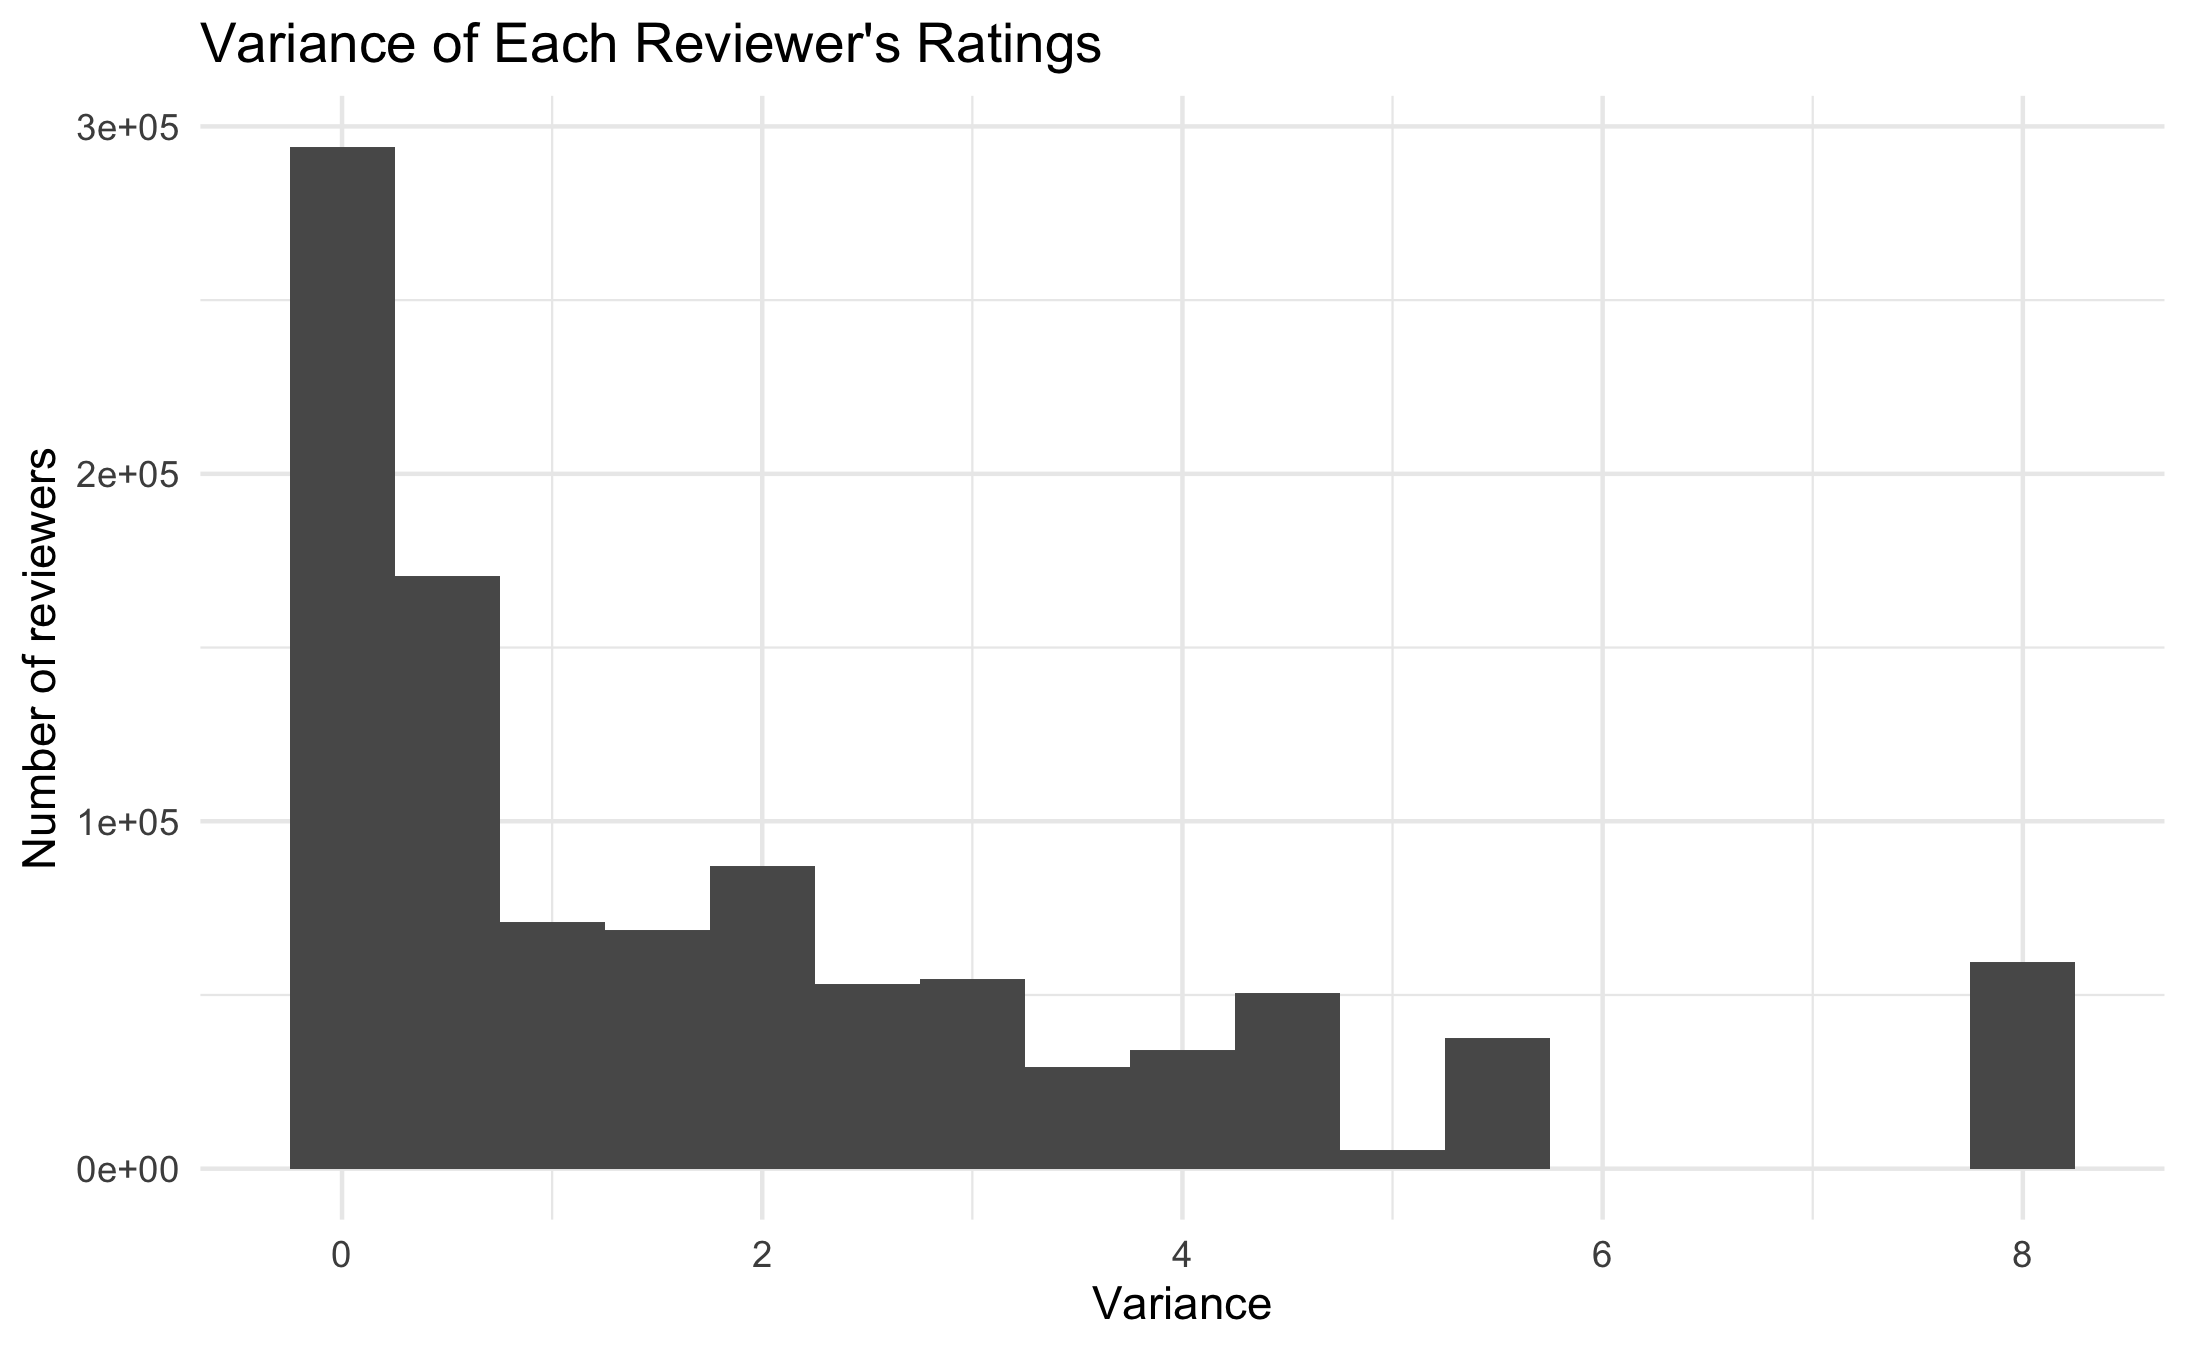 Variance of Each Reviewer's Ratings
3e+05
2e+05
1e+05
0e+00
Number of reviewers
0 2 4 6 8
Variance